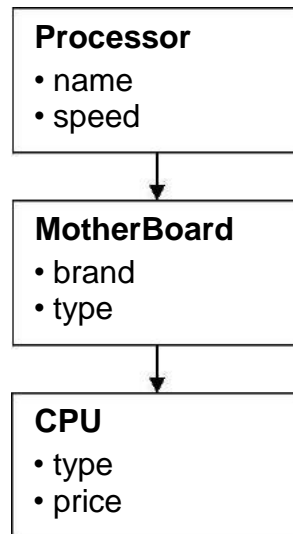 Processor
• name
• speed
MotherBoard
• brand
• type
CPU
• type
• price